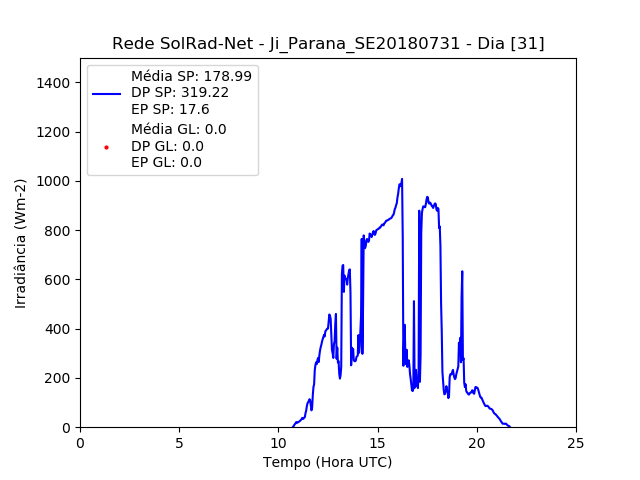 Rede SolRad-Net - Ji_Parana_SE20180731 - Dia [31]
Média SP: 178.99
DP SP: 319.22
EP SP: 17.6
Média GL: 0.0
DP GL: 0.0
EP GL: 0.0
Irradiância (Wm-2)
1400
1200
1000
800
600
400
200
0
0 5 10 15 20 25
Tempo (Hora UTC)